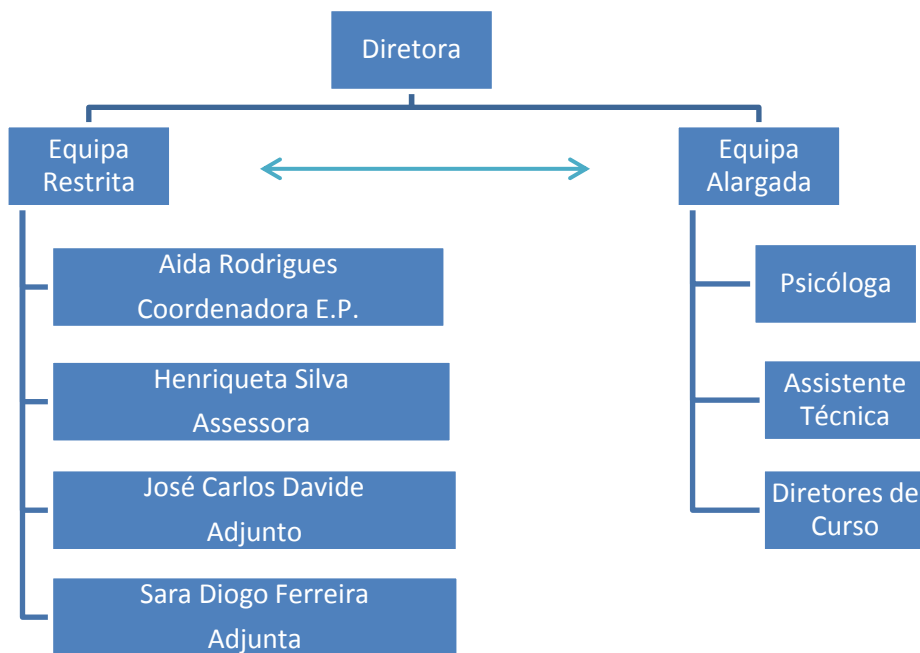 Diretora
Equipa
Restrita
Equipa
Alargada
Aida Rodrigues
Coordenadora E.P.
Henriqueta Silva
Assessora
José Carlos Davide
Adjunto
Sara Diogo Ferreira
Adjunta
Psicóloga
Assistente
Técnica
Diretores de
Curso